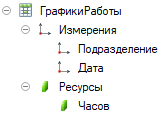 ГрафикиРаботы
Измерения
Подразделение
Дата
Ресурсы
Часов